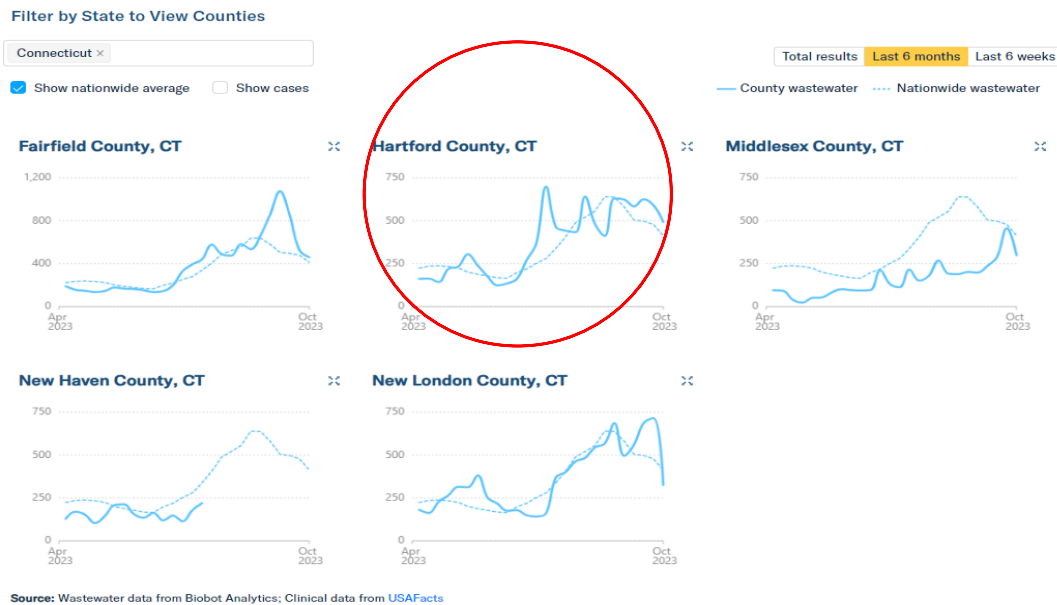 Filter by State to View Counties
Connecticut ×
Total results Last 6 months Last 6 weeks
Show nationwide average Show cases
County wastewater Nationwide wastewater
Fairfield County, CT
1,200
800
400
0
Apr 2023
Oct 2023
Hartford County, CT
750
500
250
0
Apr 2023
Oct 2023
Middlesex County, CT
750
500
250
0
Apr 2023
Oct 2023
New Haven County, CT
750
500
250
0
Apr 2023
Oct 2023
New London County, CT
750
500
250
0
Apr 2023
Oct 2023
Source: Wastewater data from Biobot Analytics; Clinical data from USAFacts